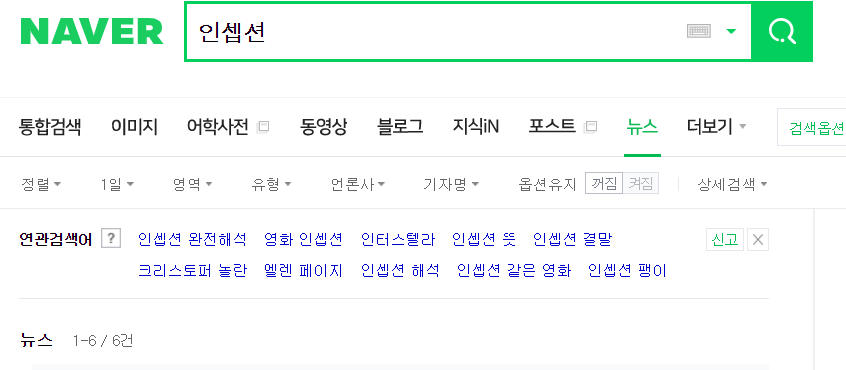 NAVER 인셉션
통합검색 이미지 어학사전 동영상 블로그 지식iN 포스트 뉴스 더보기 검색옵션
정렬 1일 영역 유형 언론사 기자명 옵션유지 꺼짐 켜짐 상세검색
연관검색어 ? 인셉션 완전해석 영화 인셉션 인터스텔라 인셉션 뜻 인셉션 결말 신고
크리스토퍼 놀란 엘렌 페이지 인셉션 해석 인셉션 같은 영화 인셉션 팽이
뉴스 1-6 / 6건